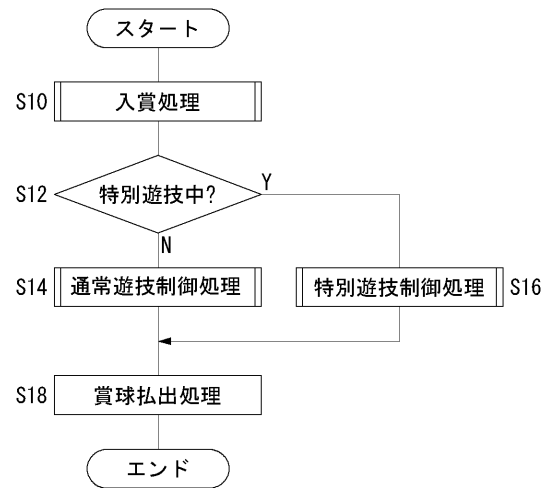 スタート
S10 入賞処理
S12 特別遊技中?
Y
N
S14 通常遊技制御処理
特別遊技制御処理 S16
S18 賞球払出処理
エンド